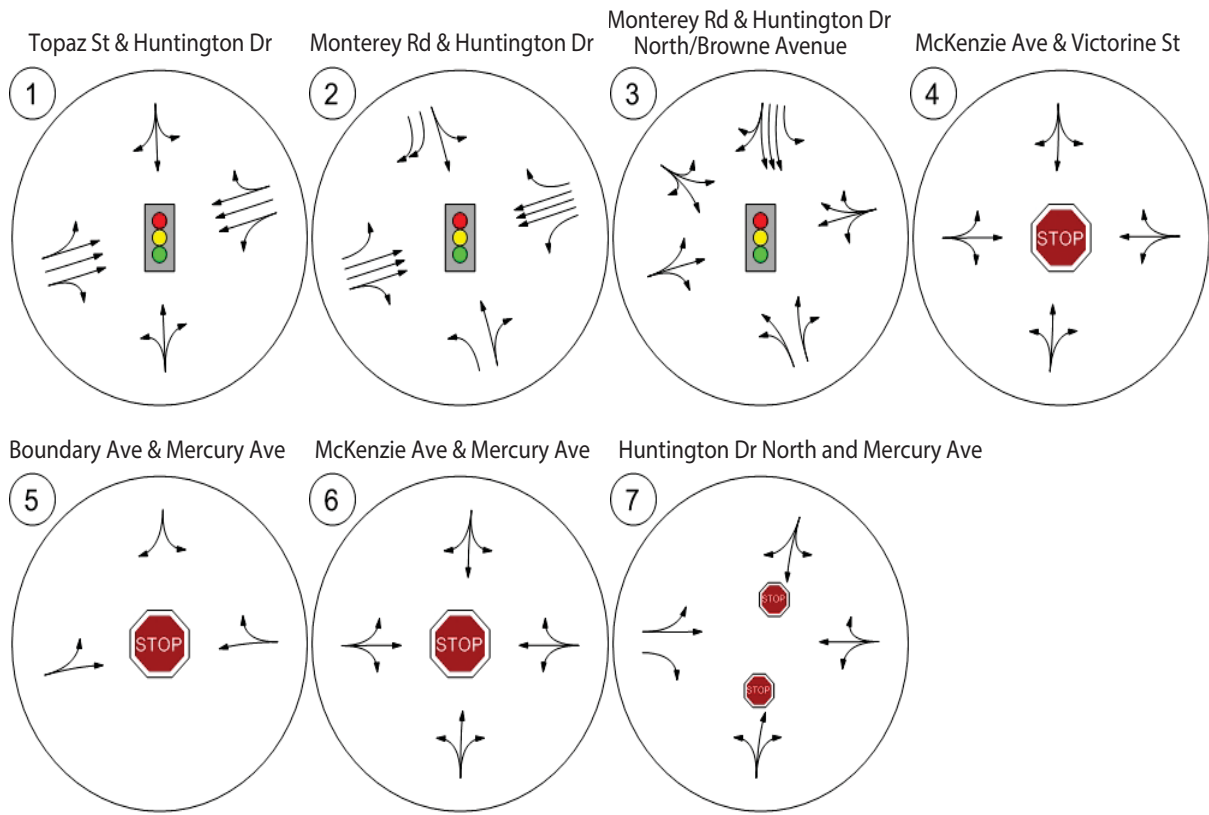 Topaz St & Huntington Dr
Monterey Rd & Huntington Dr
Monterey Rd & Huntington Dr
North/Browne Avenue
McKenzie Ave & Victorine St
1
2
3
4
STOP
Boundary Ave & Mercury Ave
McKenzie Ave & Mercury Ave
Huntington Dr North and Mercury Ave
5
6
7
STOP
STOP
STOP
STOP